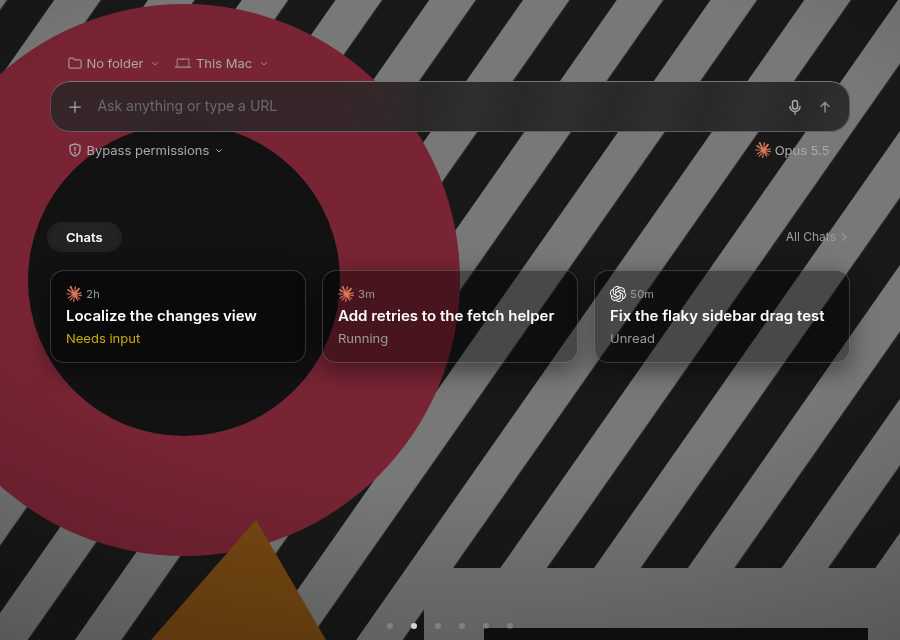 No folder This Mac
Ask anything or type a URL
Bypass permissions Opus 5.5
Chats All Chats
2h
Localize the changes view
Needs input
3m
Add retries to the fetch helper
Running
50m
Fix the flaky sidebar drag test
Unread